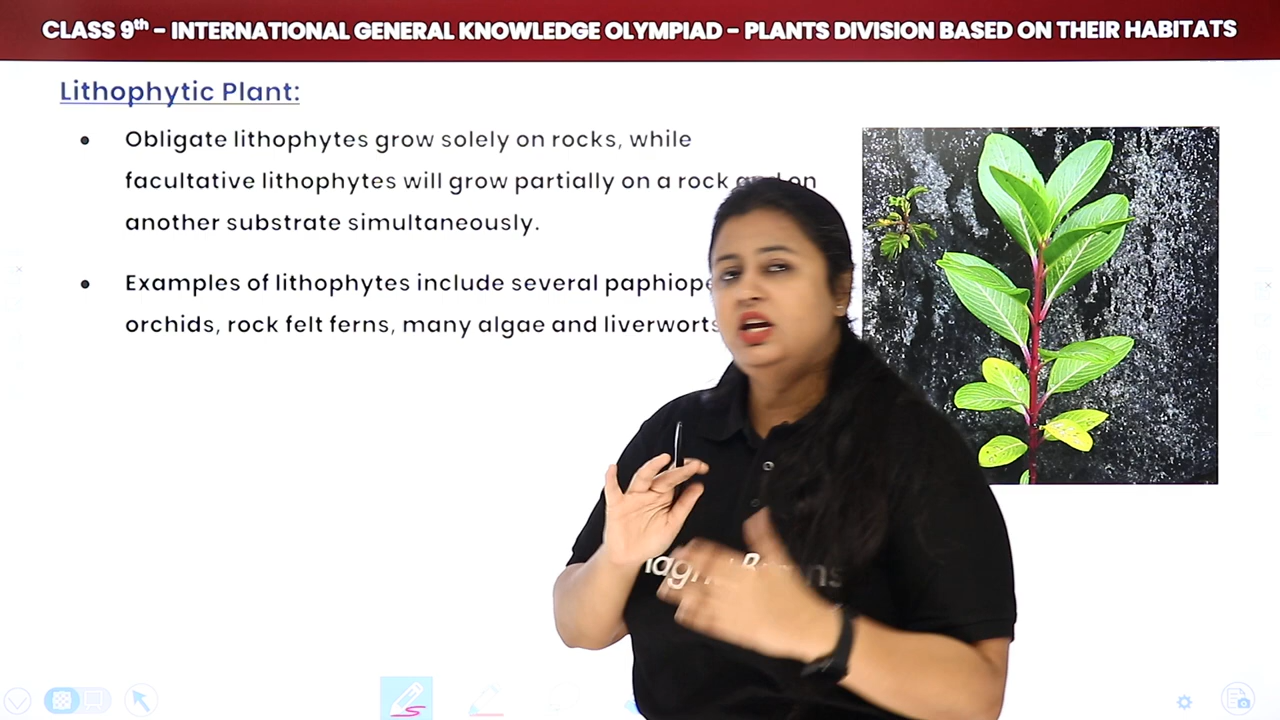 CLASS 9th - INTERNATIONAL GENERAL KNOWLEDGE OLYMPIAD - PLANTS DIVISION BASED ON THEIR HABITATS
Lithophytic Plant:
• Obligate lithophytes grow solely on rocks, while
facultative lithophytes will grow partially on a rock and on
another substrate simultaneously.
• Examples of lithophytes include several
orchids, rock felt ferns, many algae and liverworts